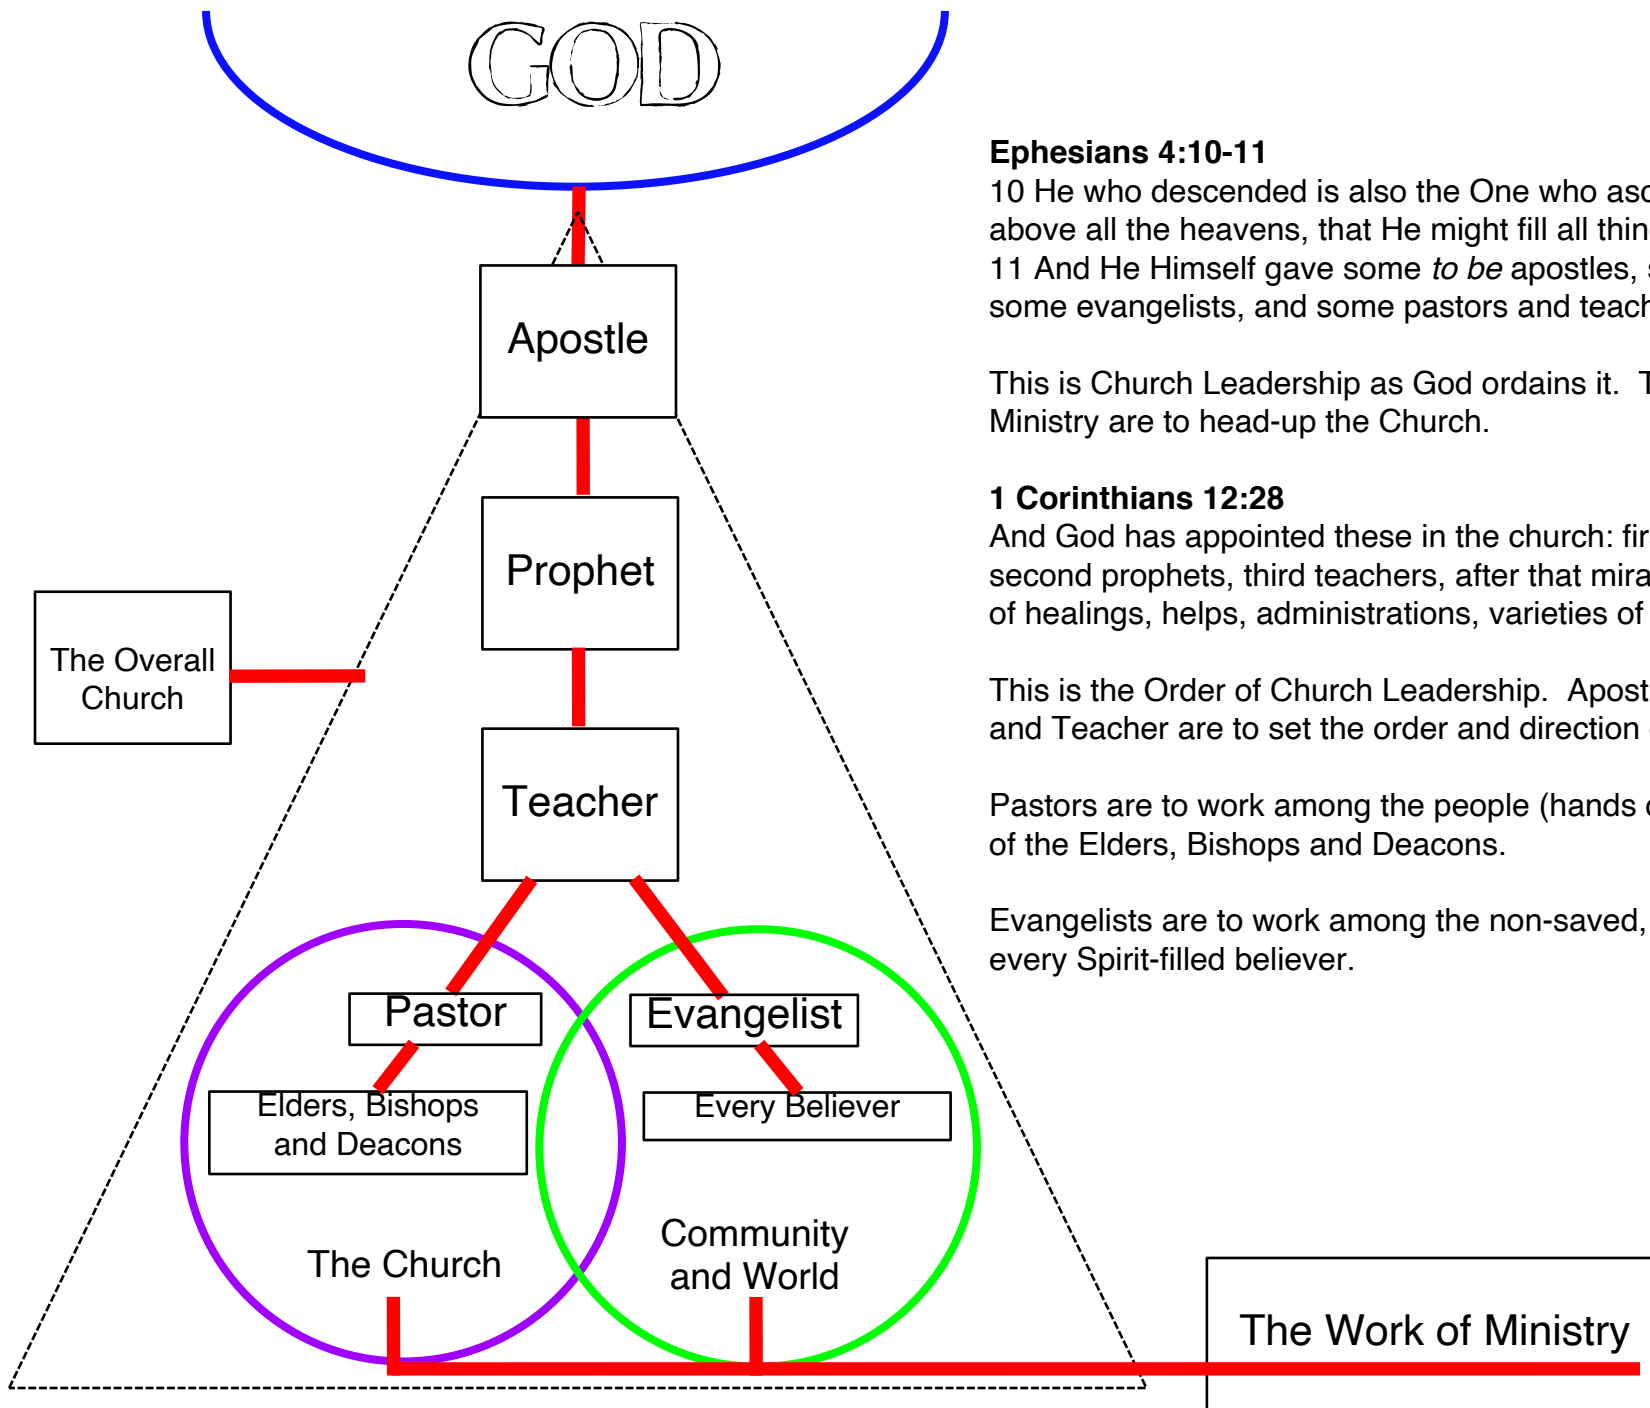 GOD
Ephesians 4:10-11
10 He who descended is also the One who
above all the heavens, that He might fill all
11 And He Himself gave some to be apostles,
some evangelists, and some pastors and
This is Church Leadership as God ordains it.
Ministry are to head-up the Church.
1 Corinthians 12:28
And God has appointed these in the church:
second prophets, third teachers, after that
of healings, helps, administrations, varieties of
This is the Order of Church Leadership.
and Teacher are to set the order and direction
Pastors are to work among the people (hands
of the Elders, Bishops and Deacons.
Evangelists are to work among the non-saved,
every Spirit-filled believer.
Apostle
Prophet
The Overall
Church
Teacher
Pastor
Evangelist
Elders, Bishops
and Deacons
Every Believer
The Church
Community
and World
The Work of Ministry